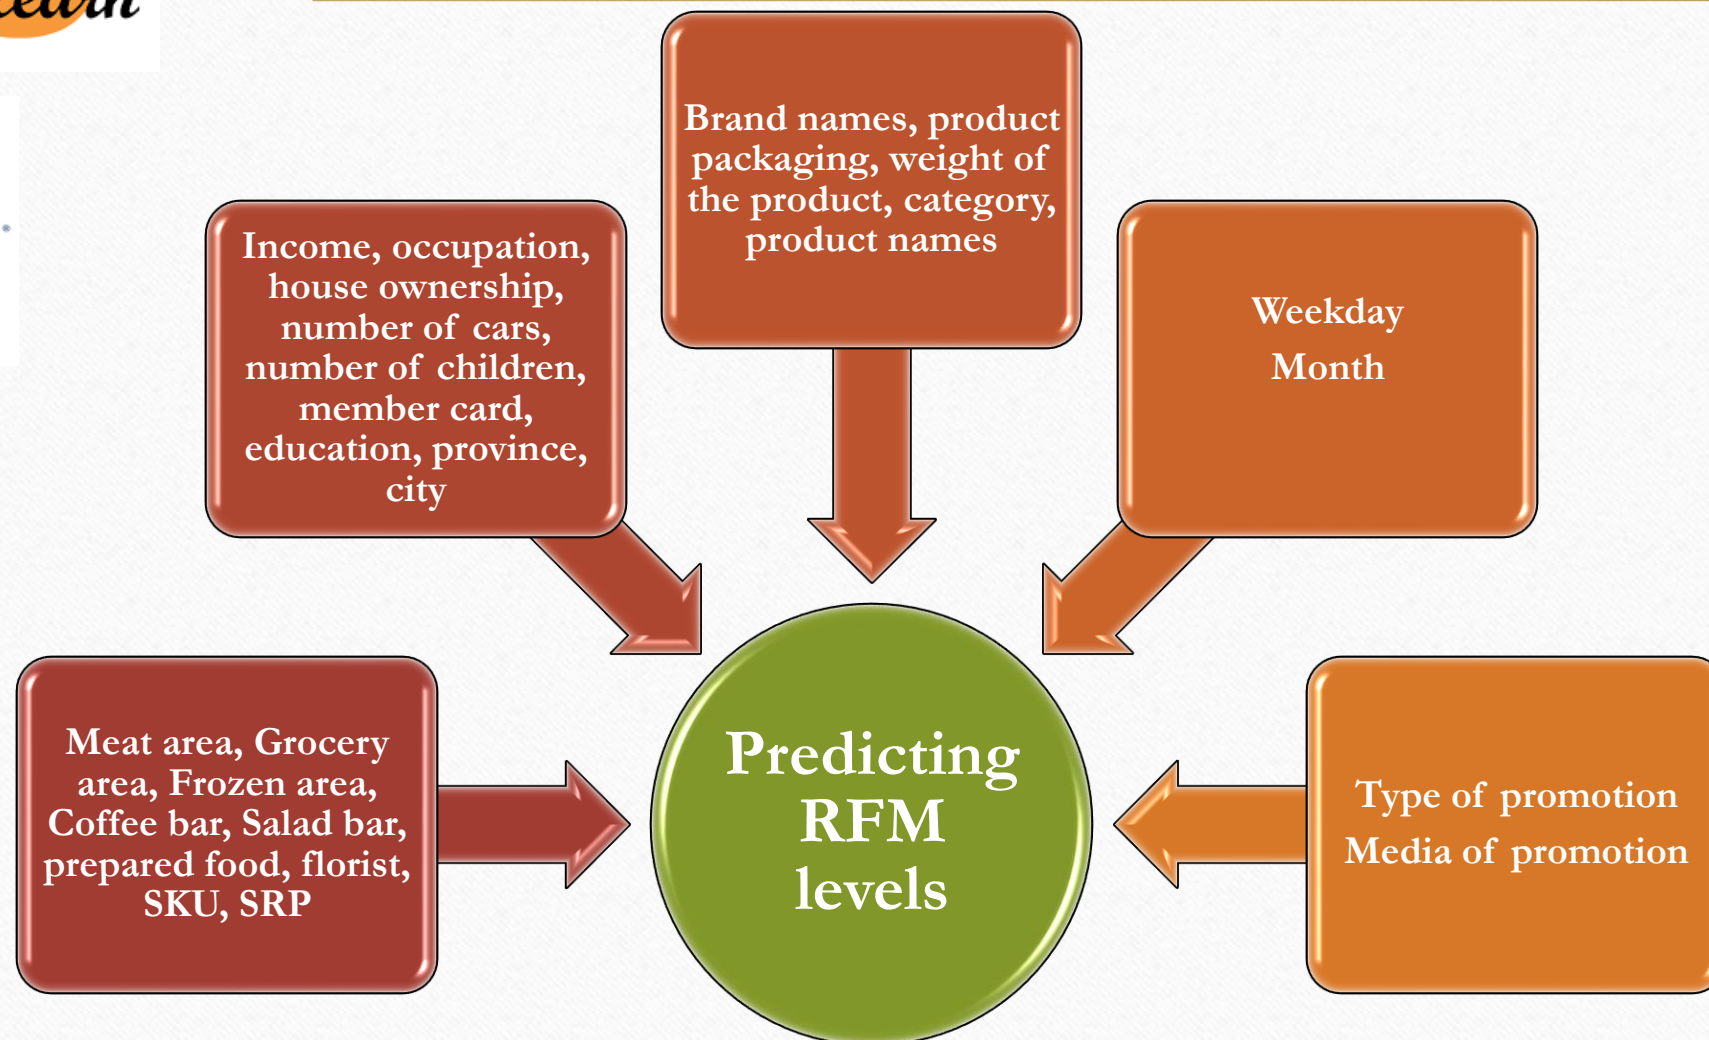 Brand names, product
packaging, weight of
the product, category,
product names
Income, occupation,
house ownership,
number of cars,
number of children,
member card,
education, province,
city
Weekday
Month
Meat area, Grocery
area, Frozen area,
Coffee bar, Salad bar,
prepared food, florist,
SKU, SRP
Predicting
RFM
levels
Type of promotion
Media of promotion